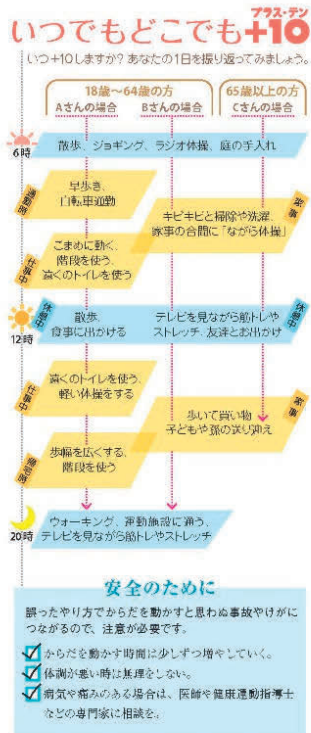 プラス・テン
いつでもどこでも+10
いつ+10しますか? あなたの1日を振り返ってみましょう。
18歳～64歳の方
65歳以上の方
Aさんの場合
Bさんの場合
Cさんの場合
6時
散歩、ジョギング、ラジオ体操、庭の手入れ
通勤時
早歩き、
自転車通勤
家事
キビキビと掃除や洗濯、
家事の合間に「ながら体操」
仕事中
こまめに動く、
階段を使う、
遠くのトイレを使う
12時
休憩中
散歩、
食事に出かける
テレビを見ながら筋トレや
ストレッチ、友達とお出かけ
休憩中
仕事中
遠くのトイレを使う、
軽い体操をする
家事
歩いて買い物
子どもや孫の送り迎え
帰宅時
歩幅を広くする、
階段を使う
20時
ウォーキング、運動施設に通う、
テレビを見ながら筋トレやストレッチ
安全のために
誤ったやり方でからだを動かすと思わぬ事故やけがに
つながるので、注意が必要です。
からだを動かす時間は少しずつ増やしていく。
体調が悪い時は無理をしない。
病気や痛みのある場合は、医師や健康運動指導士
などの専門家に相談を。